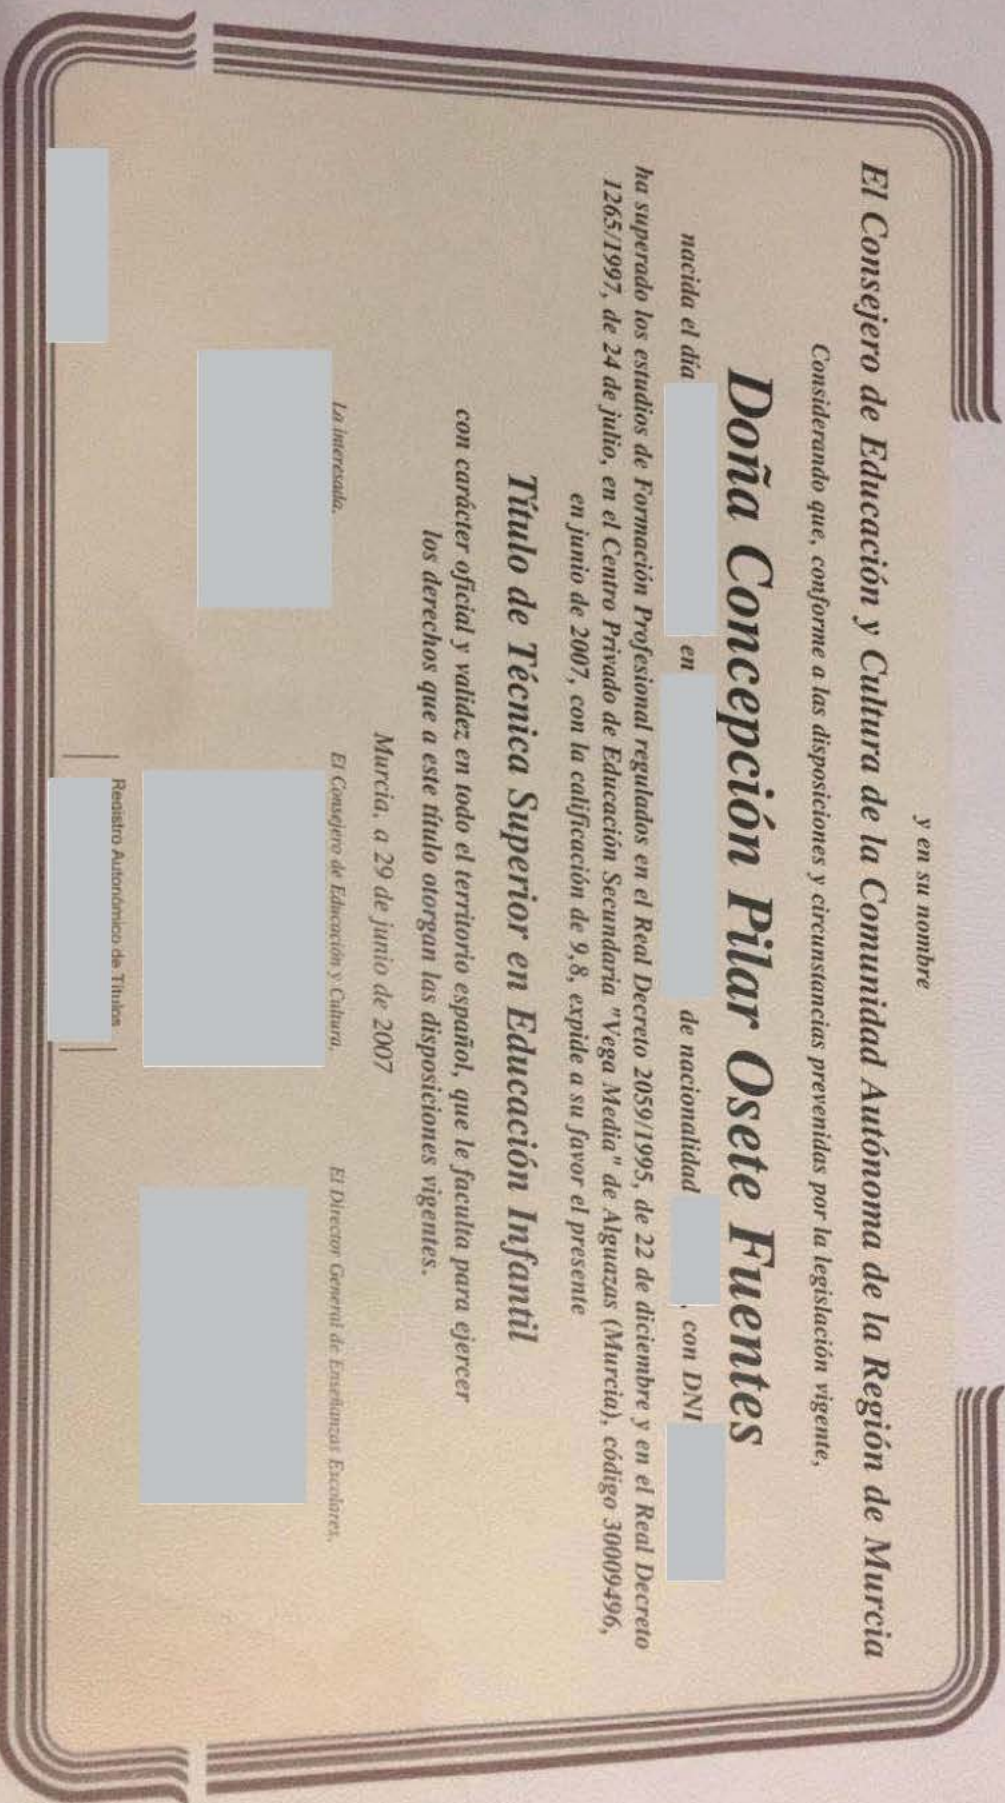 y en su nombre
El Consejero de Educación y Cultura de la Comunidad Autónoma de la Región de Murcia
Considerando que, conforme a las disposiciones y circunstancias prevenidas por la legislación vigente,
Doña Concepción Pilar Osete Fuentes
nacida el día en de nacionalidad , con DNI
ha superado los estudios de Formación Profesional regulados en el Real Decreto 2059/1995, de 22 de diciembre y en el Real Decreto
1265/1997, de 24 de julio, en el Centro Privado de Educación Secundaria "Vega Media" de Alguazas (Murcia), código 30009496,
en junio de 2007, con la calificación de 9,8, expide a su favor el presente
Título de Técnica Superior en Educación Infantil
con carácter oficial y validez en todo el territorio español, que le faculta para ejercer
los derechos que a este título otorgan las disposiciones vigentes.
Murcia, a 29 de junio de 2007
La interesada,
El Consejero de Educación y Cultura,
El Director General de Enseñanzas Escolares,
Registro Autonómico de Títulos